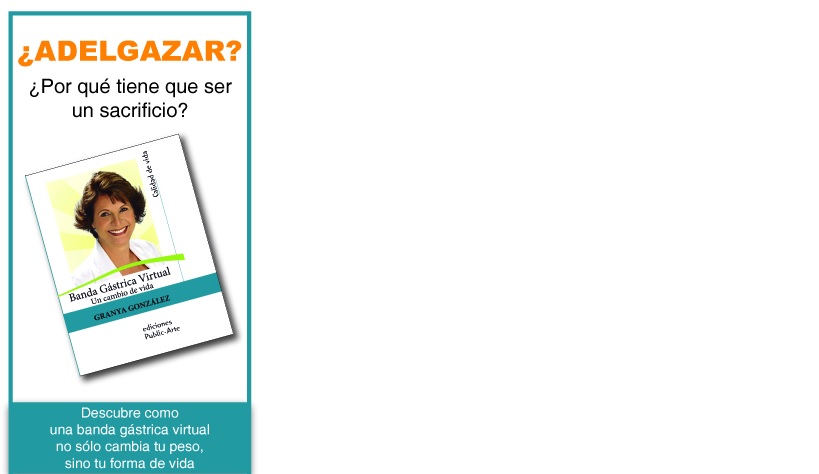 ¿ADELGAZAR?
¿Por qué tiene que ser
un sacrificio?
Calidad de vida
Banda Gástrica Virtual
Un cambio de vida
GRANYA GONZÁLEZ
ediciones
Public-Arte
Descubre como
una banda gástrica virtual
no sólo cambia tu peso,
sino tu forma de vida